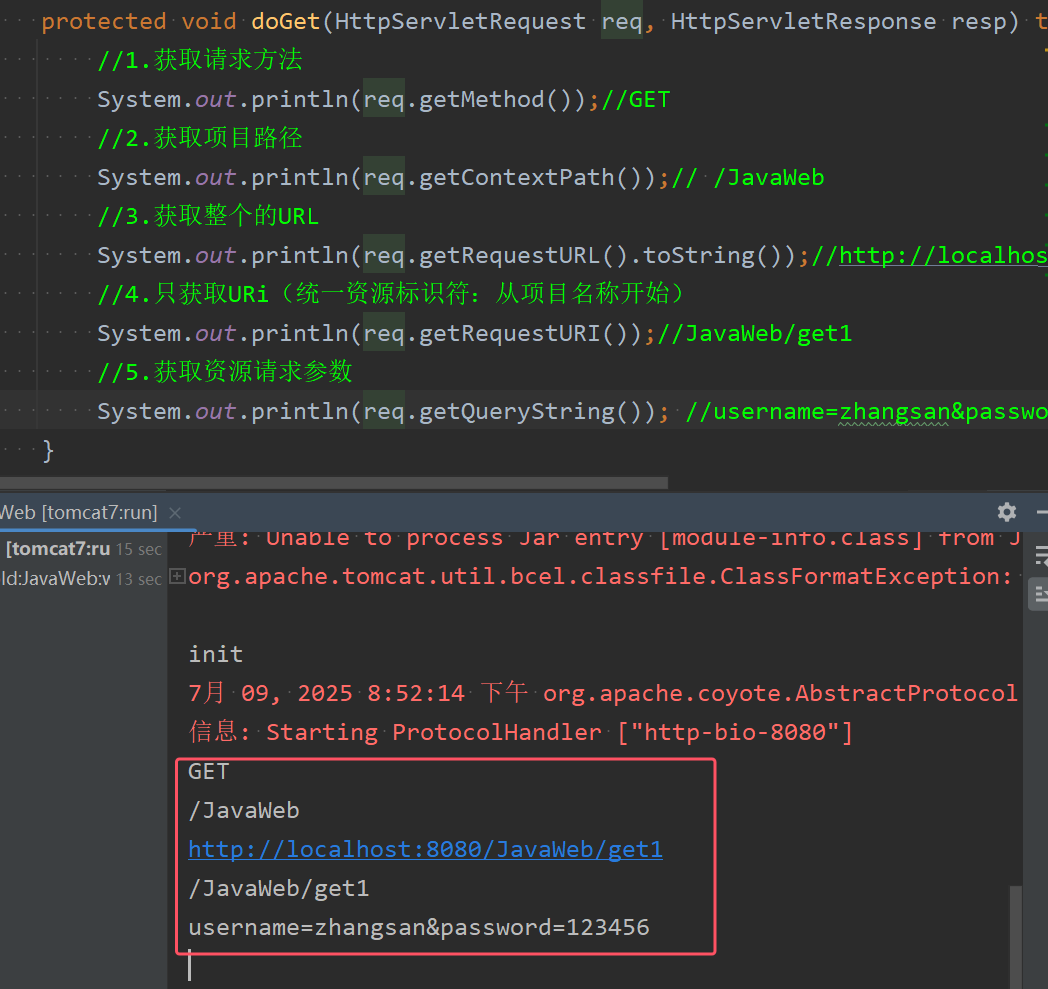 protected void doGet(HttpServletRequest req, HttpServletResponse resp) t
//1.获取请求方法
System.out.println(req.getMethod());//GET
//2.获取项目路径
System.out.println(req.getContextPath());// /JavaWeb
//3.获取整个的URL
System.out.println(req.getRequestURL().toString());//http://localhos
//4.只获取URi（统一资源标识符：从项目名称开始）
System.out.println(req.getRequestURI());//JavaWeb/get1
//5.获取资源请求参数
System.out.println(req.getQueryString()); //username=zhangsan&passwo
}
Web [tomcat7:run]
[tomcat7:ru 15 sec
ld:JavaWeb:w 13 sec
严重: Unable to process Jar entry [module-info.class] from J
org.apache.tomcat.util.bcel.classfile.ClassFormatException:
init
7月 09, 2025 8:52:14 下午 org.apache.coyote.AbstractProtocol
信息: Starting ProtocolHandler ["http-bio-8080"]
GET
/JavaWeb
http://localhost:8080/JavaWeb/get1
/JavaWeb/get1
username=zhangsan&password=123456